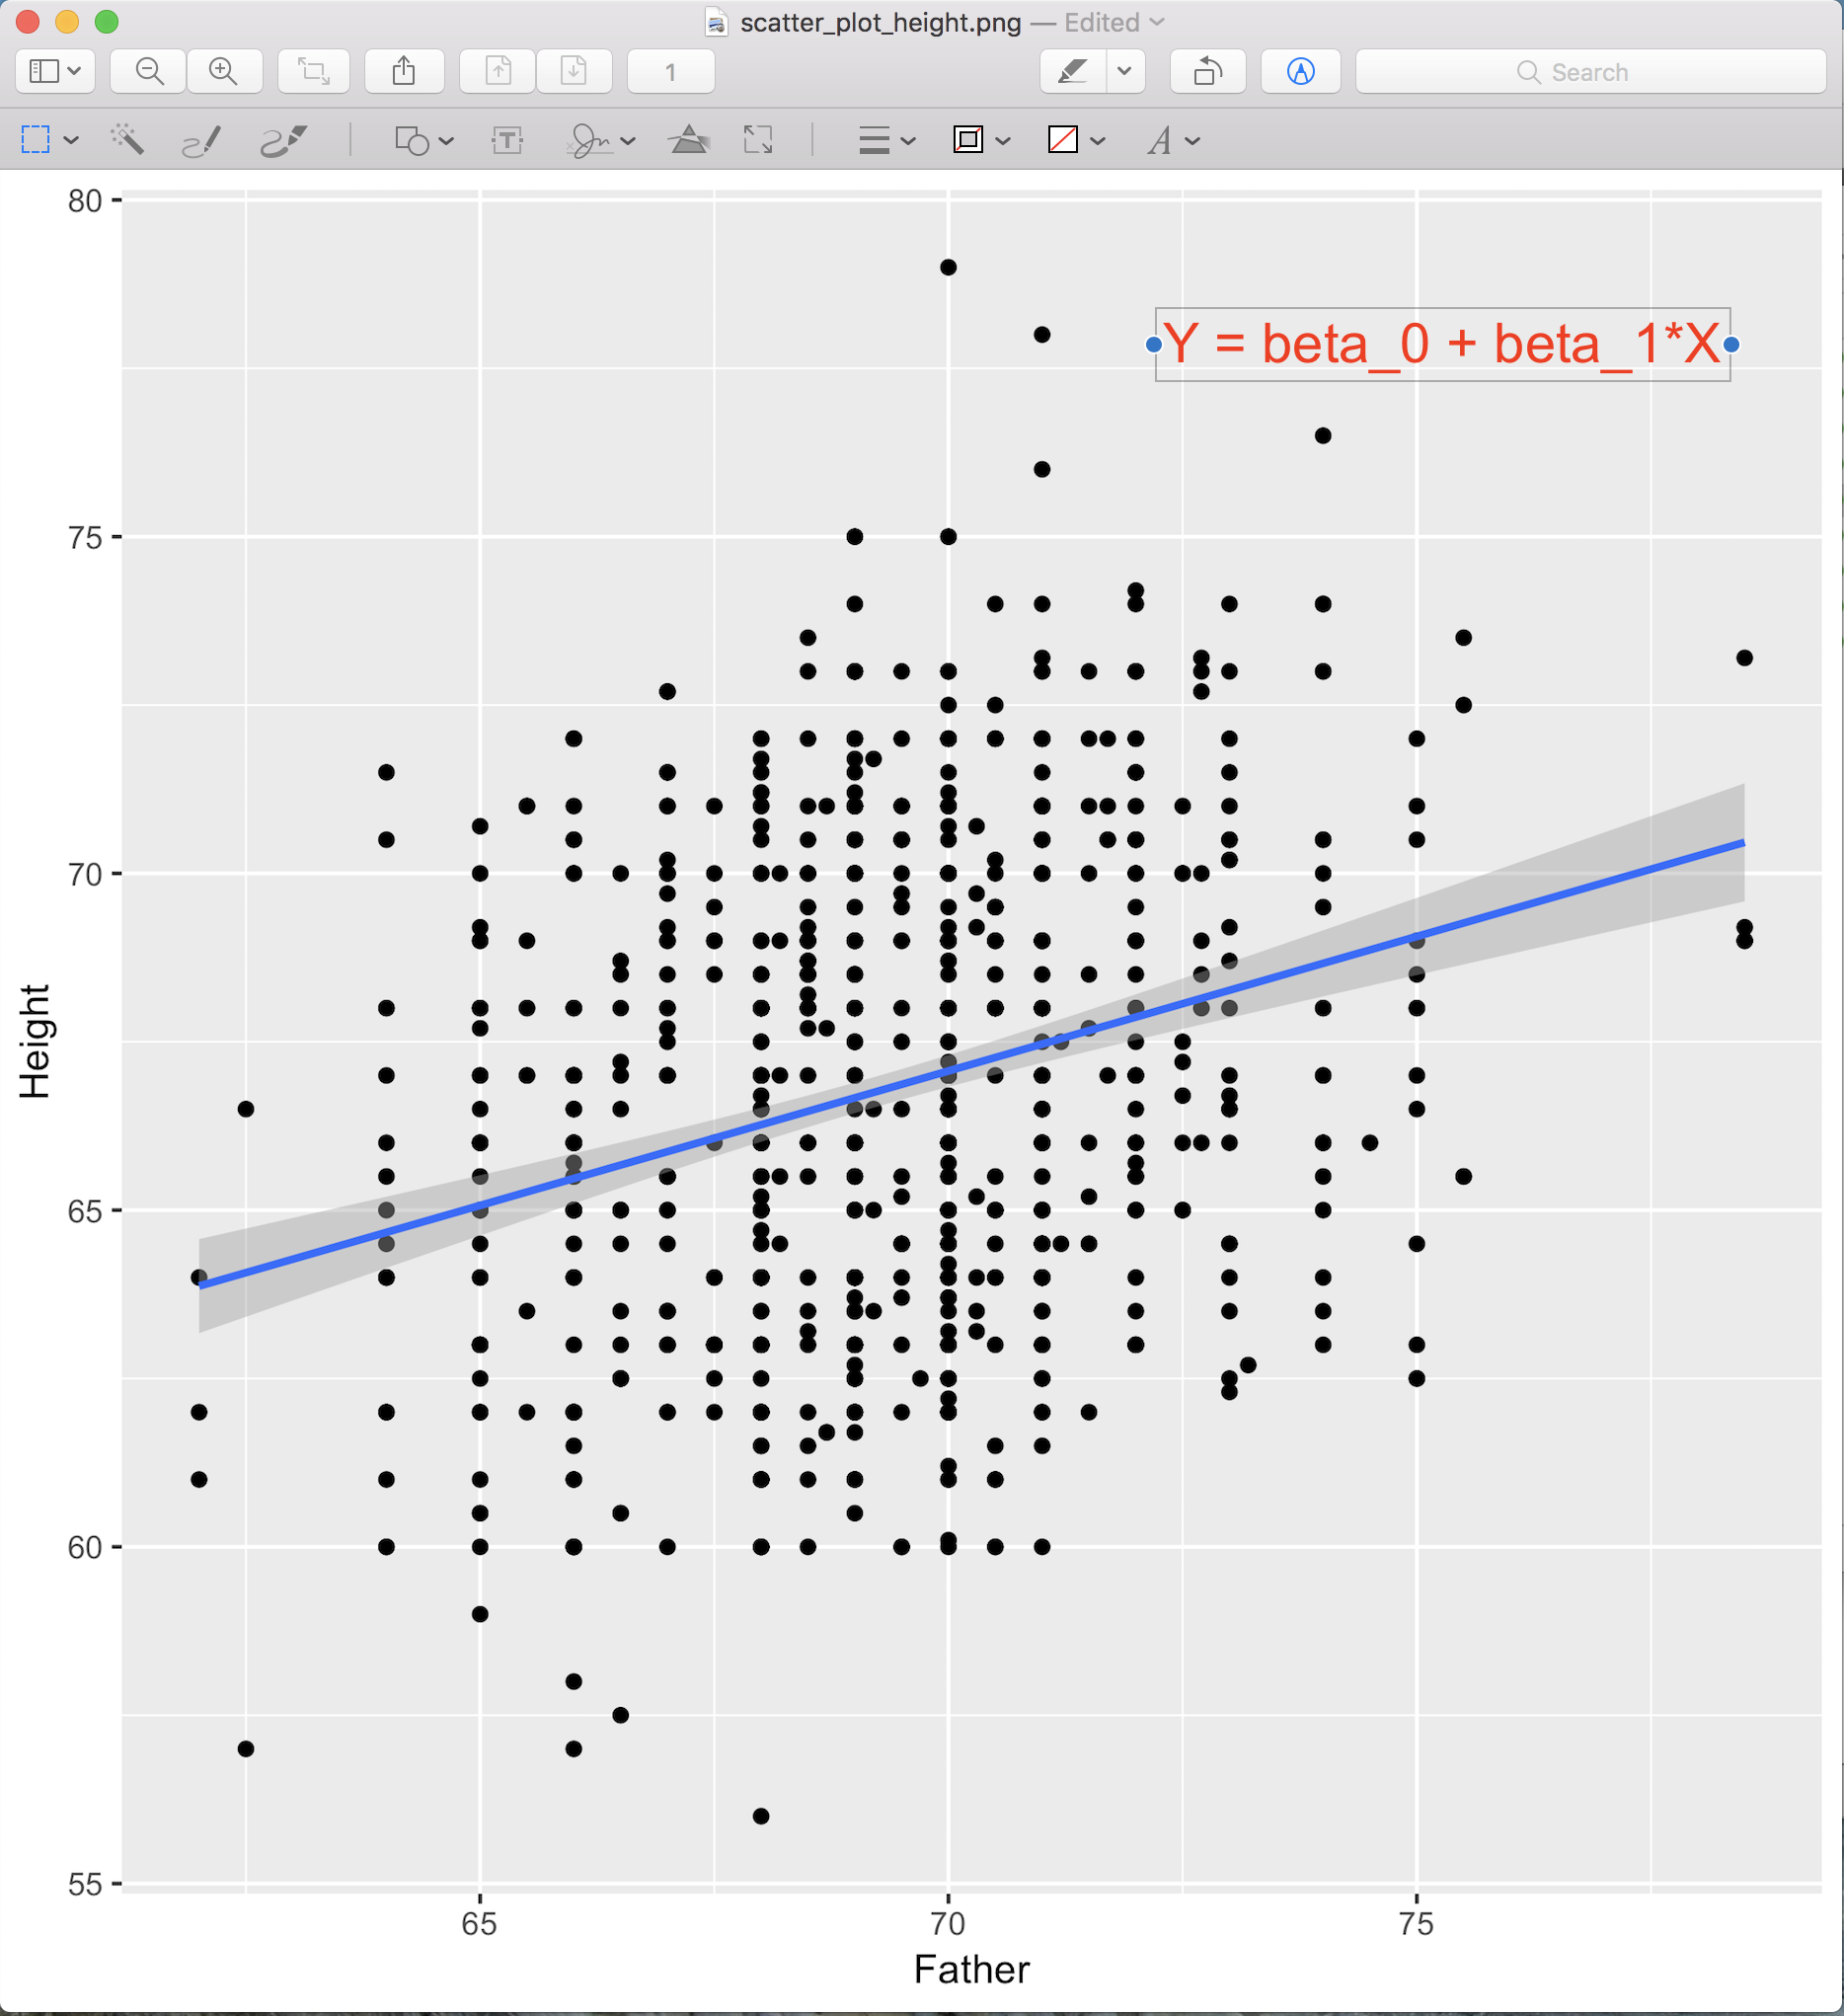 scatter_plot_height.png — Edited
1
Search
T
A
80
Y = beta_0 + beta_1*X
75
70
65
60
55
Height
65 70 75
Father